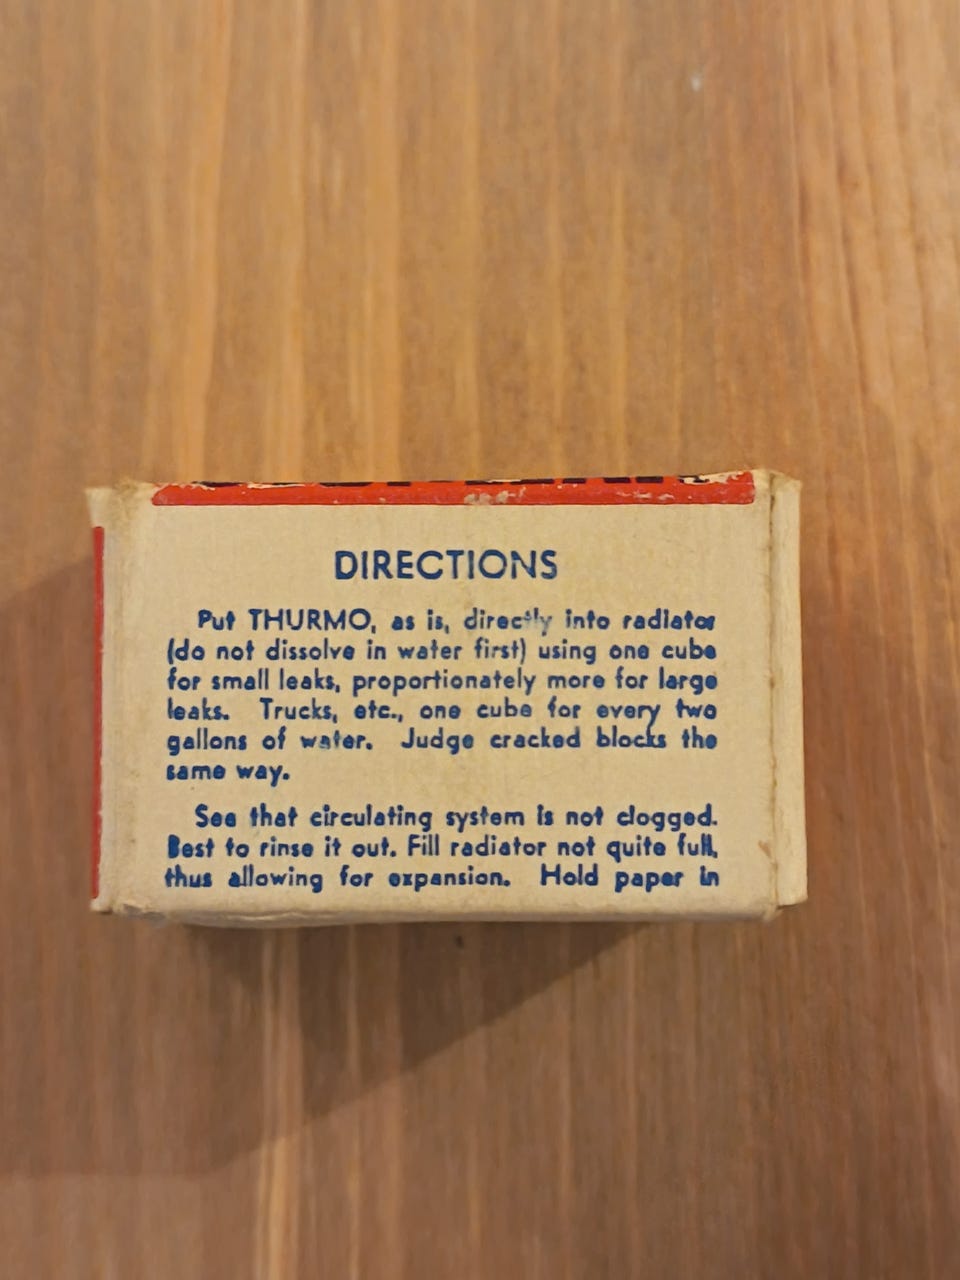 DIRECTIONS
Put THURMO, as is, directly into radiator
(do not dissolve in water first) using one cube
for small leaks, proportionately more for large
leaks. Trucks, etc., one cube for every two
gallons of water. Judge cracked blocks the
same way.
See that circulating system is not clogged.
Best to rinse it out. Fill radiator not quite full,
thus allowing for expansion. Hold paper in